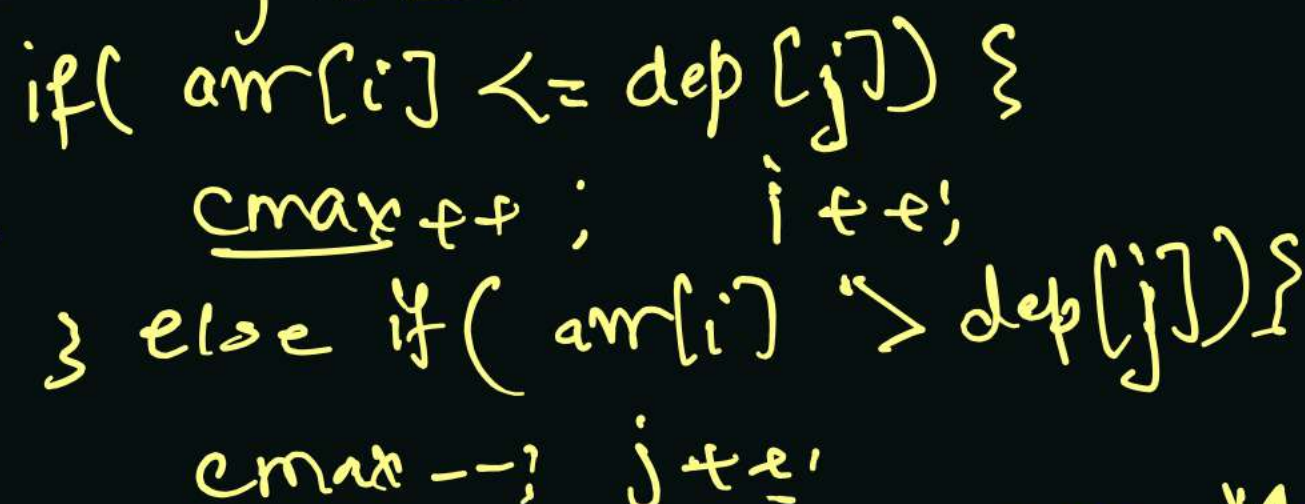 if( arr[i] <= dep[j]) {
cmax++ ; i++;
} else if( arr[i] > dep[j]){
cmax--; j++;